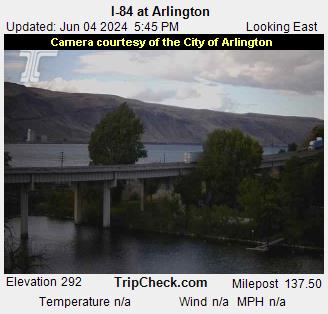 I-84 at Arlington
Updated: Jun 04 2024 5:45 PM Looking East
Camera courtesy of the City of Arlington
Elevation 292 TripCheck.com Milepost 137.50
Temperature n/a Wind n/a MPH n/a